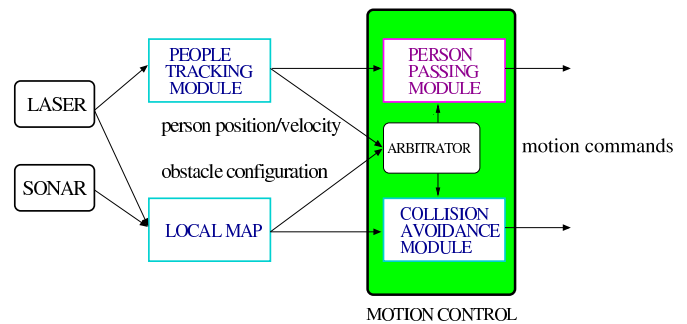 PEOPLE
TRACKING
MODULE
PERSON
PASSING
MODULE
LASER
person position/velocity
ARBITRATOR
motion commands
obstacle configuration
SONAR
LOCAL MAP
COLLISION
AVOIDANCE
MODULE
MOTION CONTROL